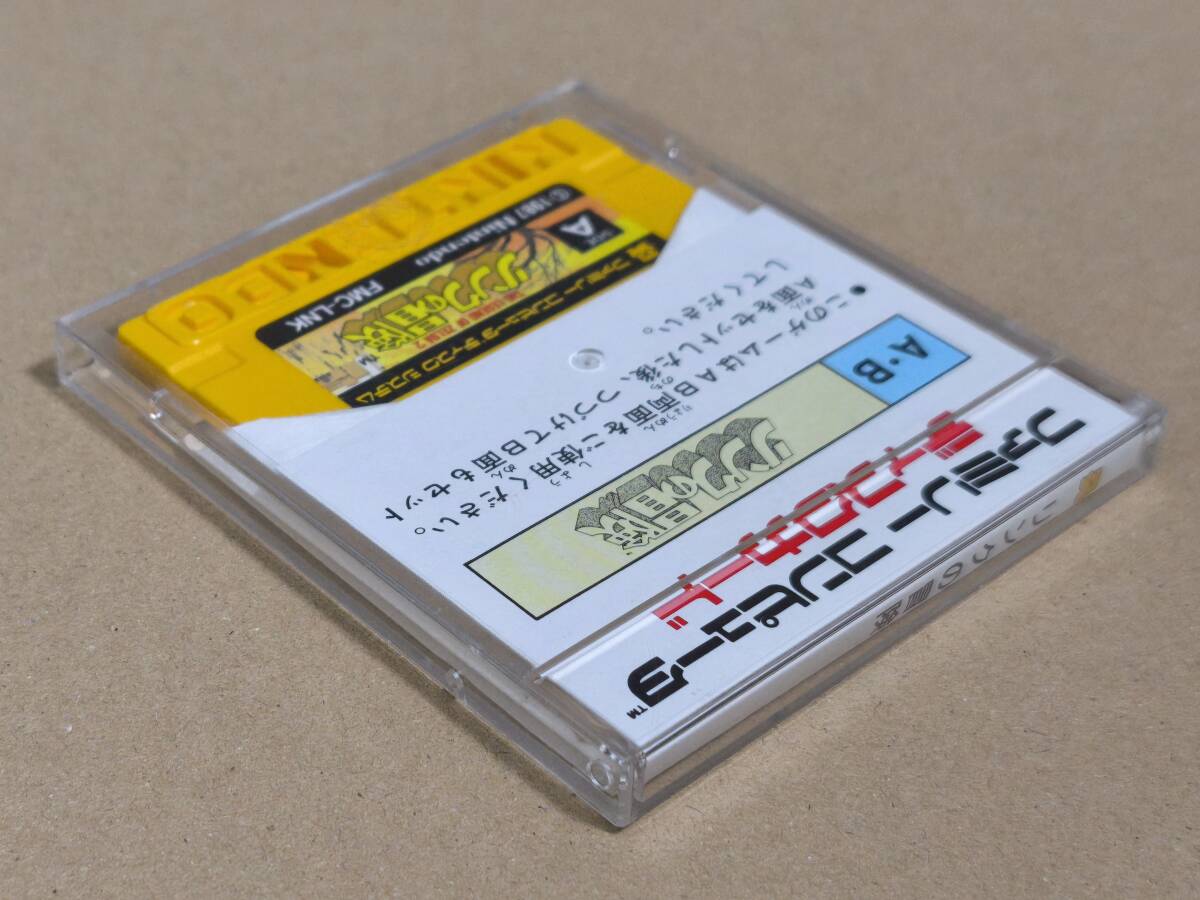 ファミリー コンピュータ™
ディスクカード
A・B
リンクの冒険
●このゲームはAB両面をご使用ください。
A面をセットした後、つづけてB面もセット
してください。
ファミリー コンピュータ ディスク システム
SIDE A
リンクの冒険
© 1987 Nintendo
FMC-LNK
リンクの冒険